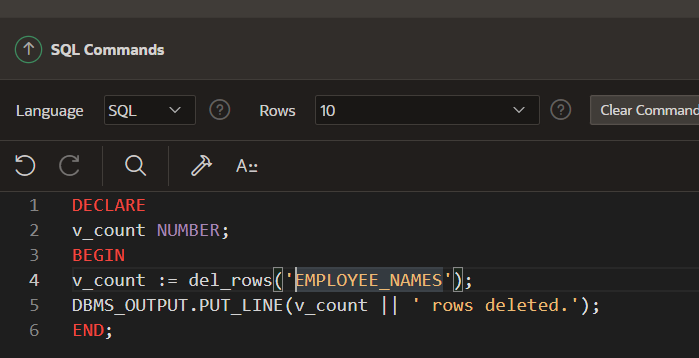 SQL Commands
Language SQL ? Rows 10 ? Clear Command
A::
1 DECLARE
2 v_count NUMBER;
3 BEGIN
4 v_count := del_rows('EMPLOYEE_NAMES');
5 DBMS_OUTPUT.PUT_LINE(v_count || ' rows deleted.');
6 END;